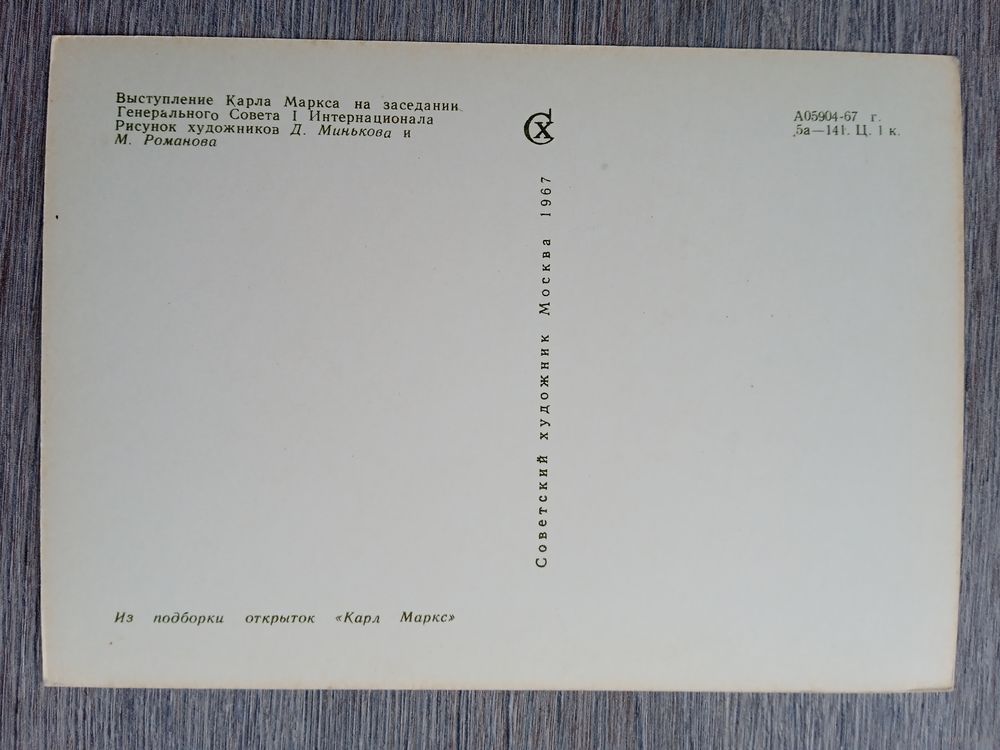 Выступление Карла Маркса на заседании
Генерального Совета I Интернационала
Рисунок художников Д. Минькова и
М. Романова
СХ
А05904-67 г.
5а—141. Ц. 1 к.
Советский художник Москва 1967
Из подборки открыток «Карл Маркс»